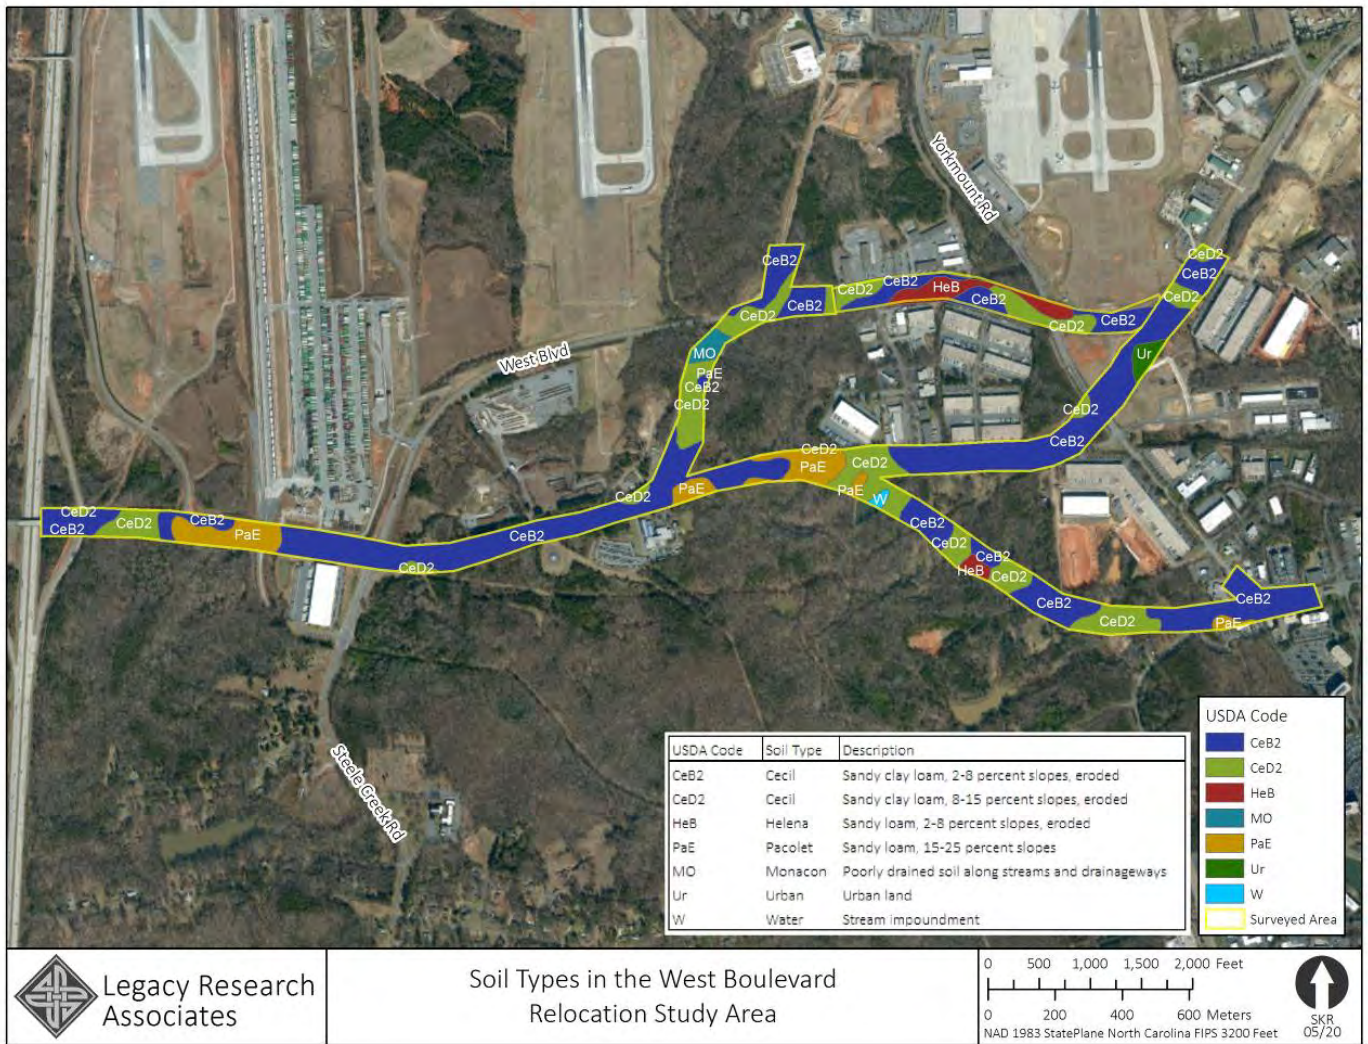 Yorkmount Rd
CeD2
CeB2
CeB2
CeD2
CeB2
HeB
CeB2
CeD2
CeB2
CeD2
CeB2
CeD2
MO
Ur
West Blvd
PaE
CeB2
CeD2
CeD2
CeB2
CeD2
CeD2
PaE
PaE
PaE
W
CeD2
CeD2
CeB2
CeD2
CeB2
PaE
CeB2
CeD2
CeB2
CeD2
CeB2
HeB
CeD2
CeB2
CeD2
CeB2
PaE
Steele Creek Rd
USDA Code Soil Type Description
CeB2 Cecil Sandy clay loam, 2-8 percent slopes, eroded
CeD2 Cecil Sandy clay loam, 8-15 percent slopes, eroded
HeB Helena Sandy loam, 2-8 percent slopes, eroded
PaE Pacolet Sandy loam, 15-25 percent slopes
MO Monacon Poorly drained soil along streams and drainageways
Ur Urban Urban land
W Water Stream impoundment
USDA Code
CeB2
CeD2
HeB
MO
PaE
Ur
W
Surveyed Area
Legacy Research
Associates
Soil Types in the West Boulevard
Relocation Study Area
0 500 1,000 1,500 2,000 Feet
0 200 400 600 Meters
NAD 1983 StatePlane North Carolina FIPS 3200 Feet
SKR
05/20